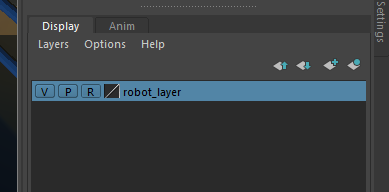 Display Anim
Layers Options Help
V P R robot_layer
Settings